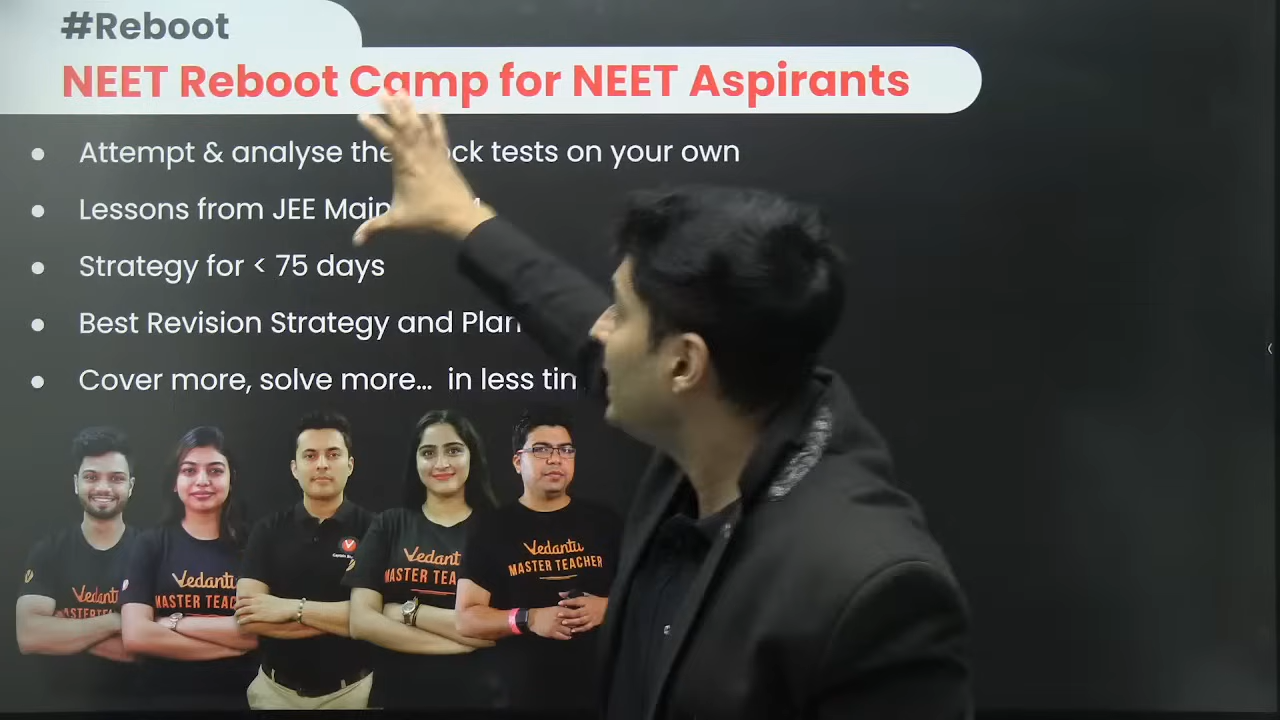 #Reboot
NEET Reboot Camp for NEET Aspirants
Attempt & analyse the tests on your own
Lessons from JEE Main
Strategy for < 75 days
Best Revision Strategy and Plan
Cover more, solve more... in less
Vedantu
MASTER TEACHER